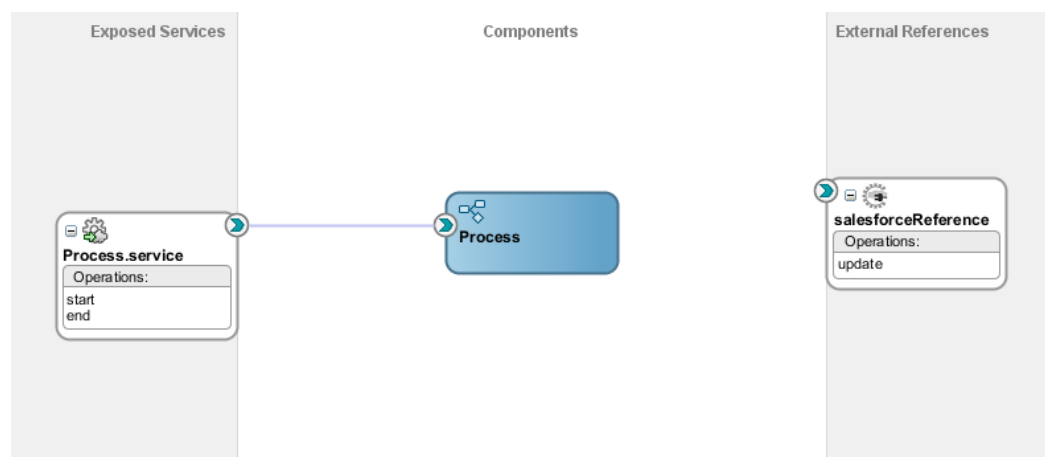 Exposed Services
Components
External References
Process.service
Operations:
start
end
Process
salesforceReference
Operations:
update